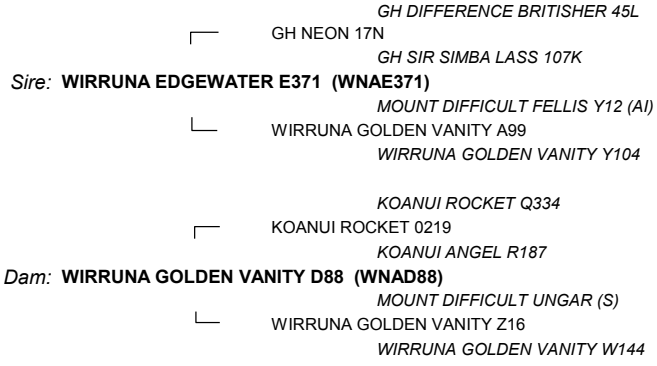 GH DIFFERENCE BRITISHER 45L
GH NEON 17N
GH SIR SIMBA LASS 107K
Sire: WIRRUNA EDGEWATER E371 (WNAE371)
MOUNT DIFFICULT FELLIS Y12 (AI)
WIRRUNA GOLDEN VANITY A99
WIRRUNA GOLDEN VANITY Y104
KOANUI ROCKET Q334
KOANUI ROCKET 0219
KOANUI ANGEL R187
Dam: WIRRUNA GOLDEN VANITY D88 (WNAD88)
MOUNT DIFFICULT UNGAR (S)
WIRRUNA GOLDEN VANITY Z16
WIRRUNA GOLDEN VANITY W144